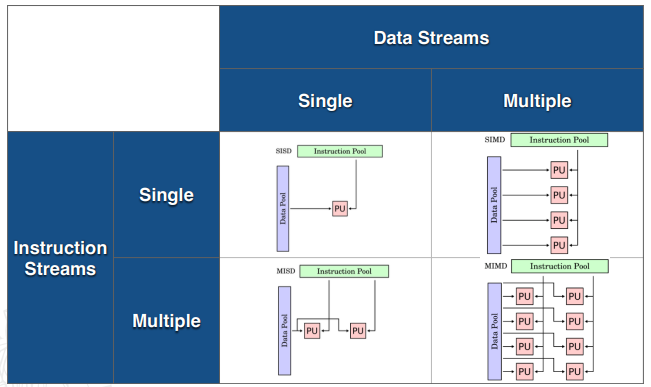 Data Streams
Single
Multiple
Instruction
Streams
Single
SISD
Instruction Pool
Data Pool
PU
SIMD
Instruction Pool
Data Pool
PU
PU
PU
PU
Multiple
MISD
Instruction Pool
Data Pool
PU
PU
MIMD
Instruction Pool
Data Pool
PU
PU
PU
PU
PU
PU
PU
PU